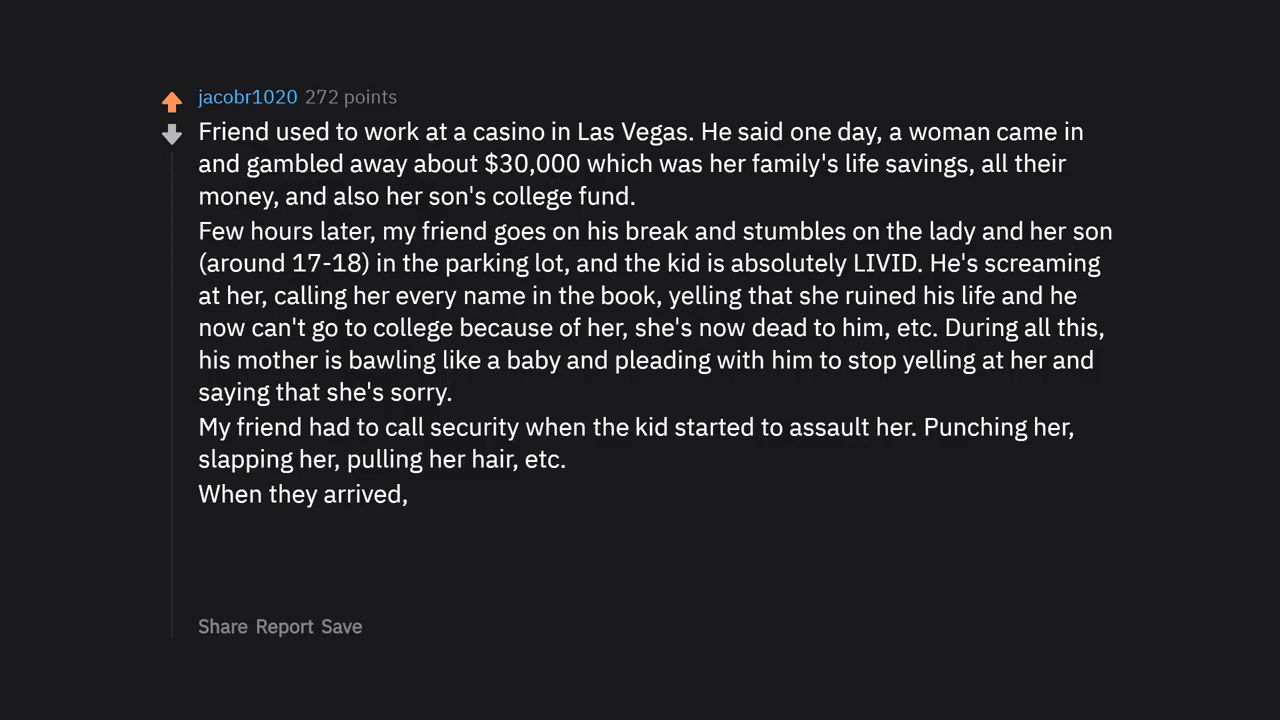 jacobr1020 272 points
Friend used to work at a casino in Las Vegas. He said one day, a woman came in
and gambled away about $30,000 which was her family's life savings, all their
money, and also her son's college fund.
Few hours later, my friend goes on his break and stumbles on the lady and her son
(around 17-18) in the parking lot, and the kid is absolutely LIVID. He's screaming
at her, calling her every name in the book, yelling that she ruined his life and he
now can't go to college because of her, she's now dead to him, etc. During all this,
his mother is bawling like a baby and pleading with him to stop yelling at her and
saying that she's sorry.
My friend had to call security when the kid started to assault her. Punching her,
slapping her, pulling her hair, etc.
When they arrived,
Share Report Save